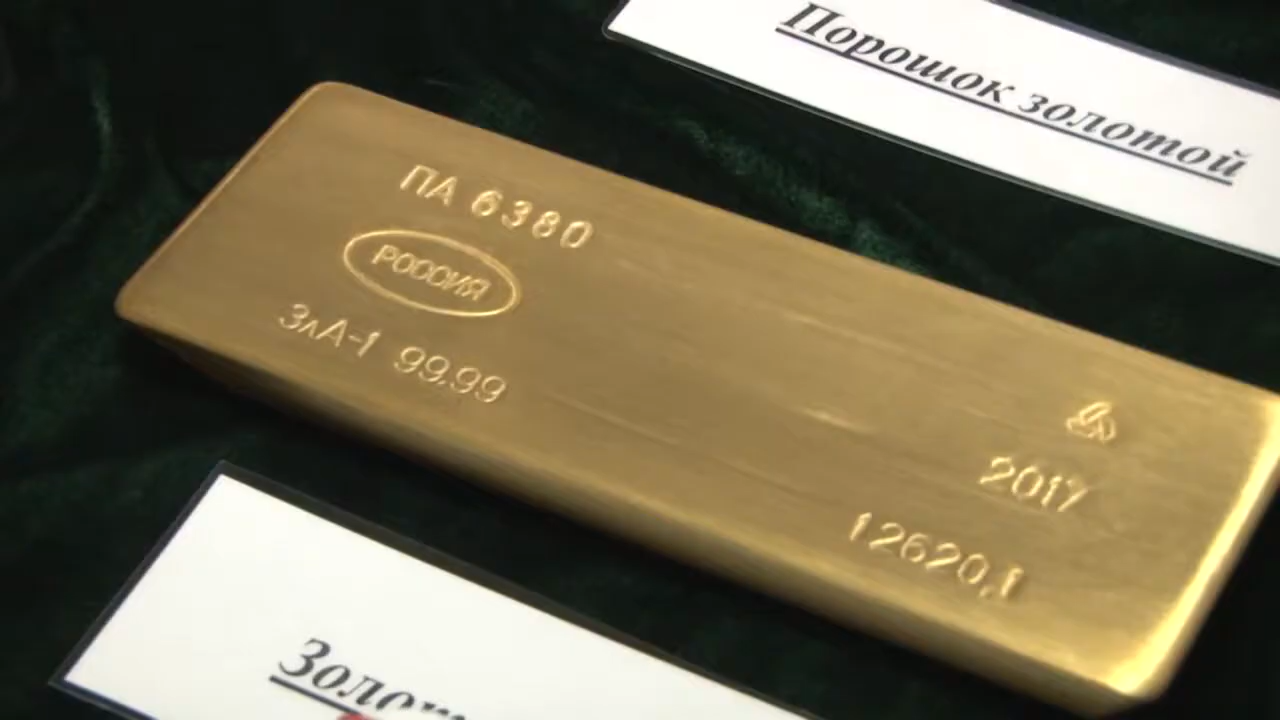 Порошок золотой
ПА 6380
РОССИЯ
ЗлА-1 99.99
2017
12620,1